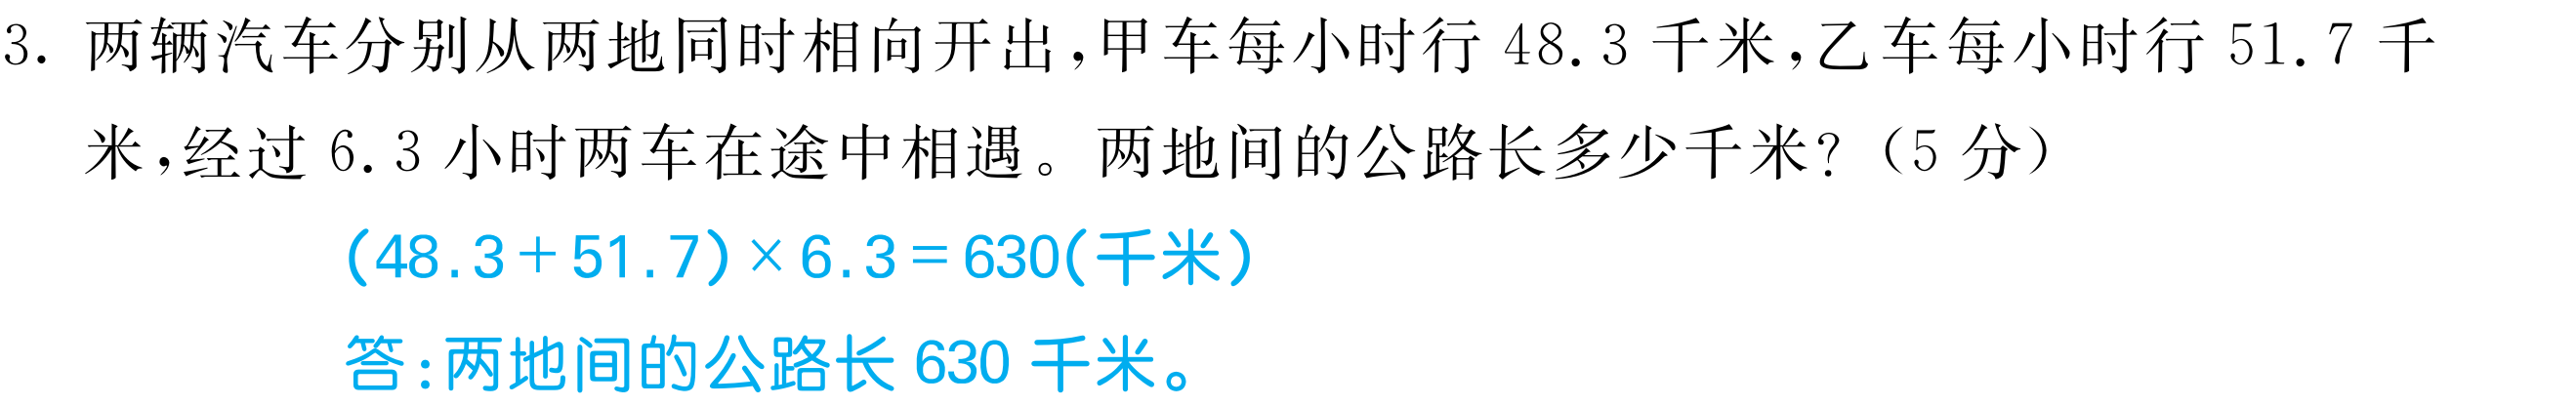 3. 两辆汽车分别从两地同时相向开出,甲车每小时行 48.3 千米,乙车每小时行 51.7 千
米,经过 6.3 小时两车在途中相遇。两地间的公路长多少千米?(5 分)
(48.3+51.7)×6.3=630(千米)
答:两地间的公路长 630 千米。